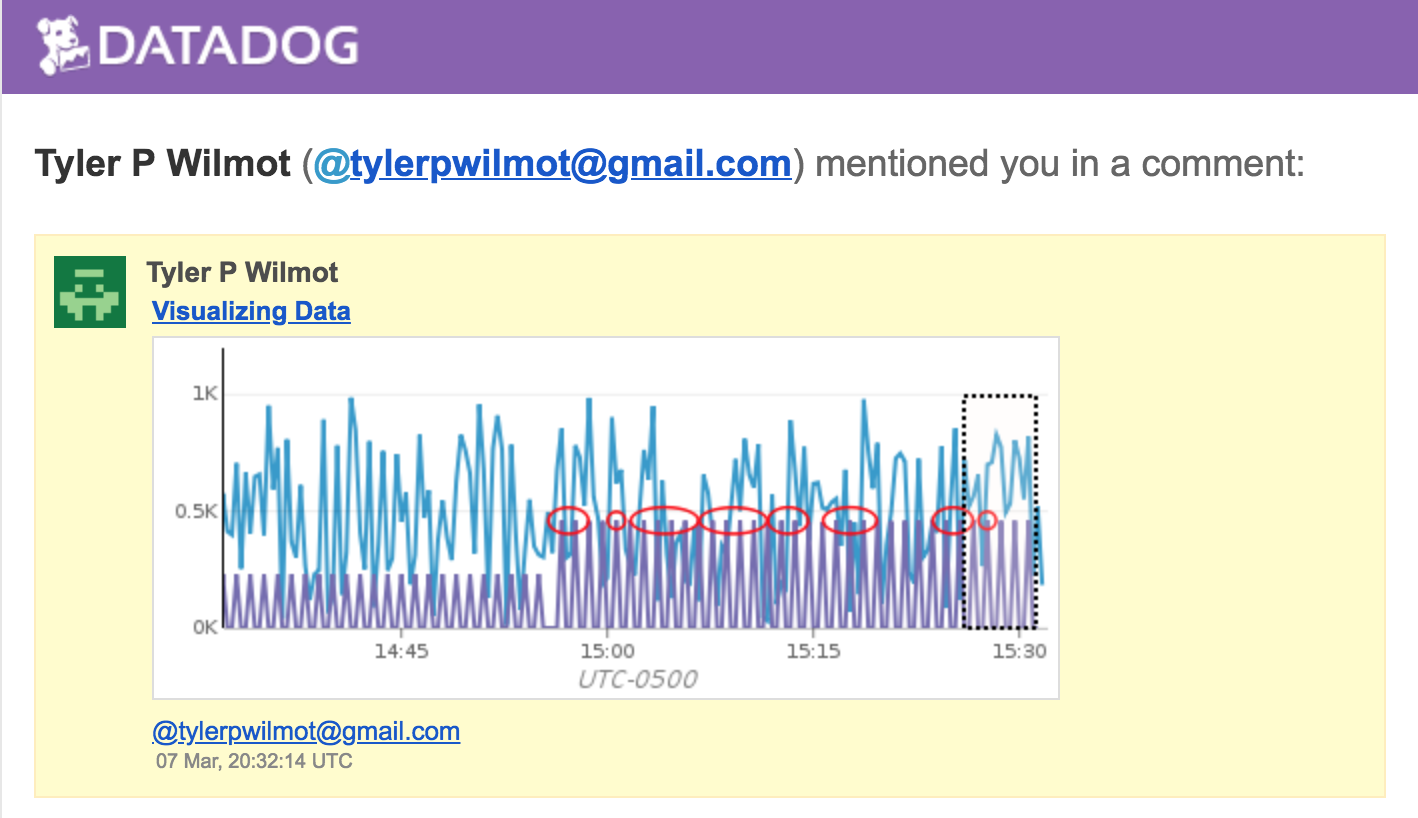 DATADOG
Tyler P Wilmot (@tylerpwilmot@gmail.com) mentioned you in a comment:
Tyler P Wilmot
Visualizing Data
1K
0.5K
0K
14:45 15:00 15:15 15:30
UTC-0500
@tylerpwilmot@gmail.com
07 Mar, 20:32:14 UTC